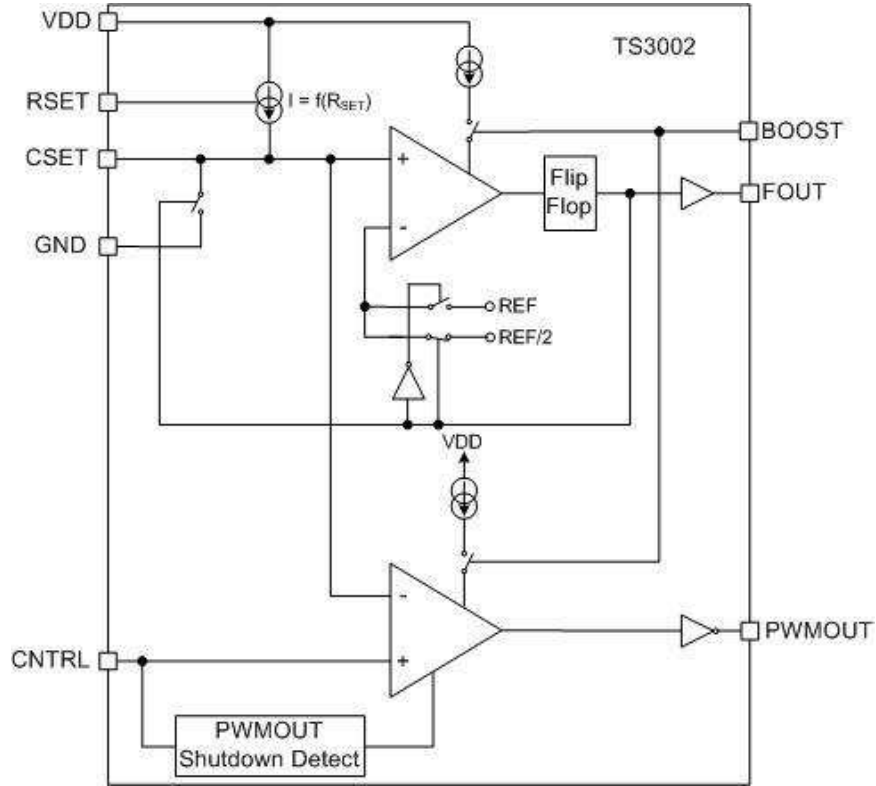 VDD
TS3002
RSET
I = f(RSET)
CSET
BOOST
+
Flip
Flop
FOUT
-
GND
REF
REF/2
VDD
-
PWMOUT
CNTRL
+
PWMOUT
Shutdown Detect